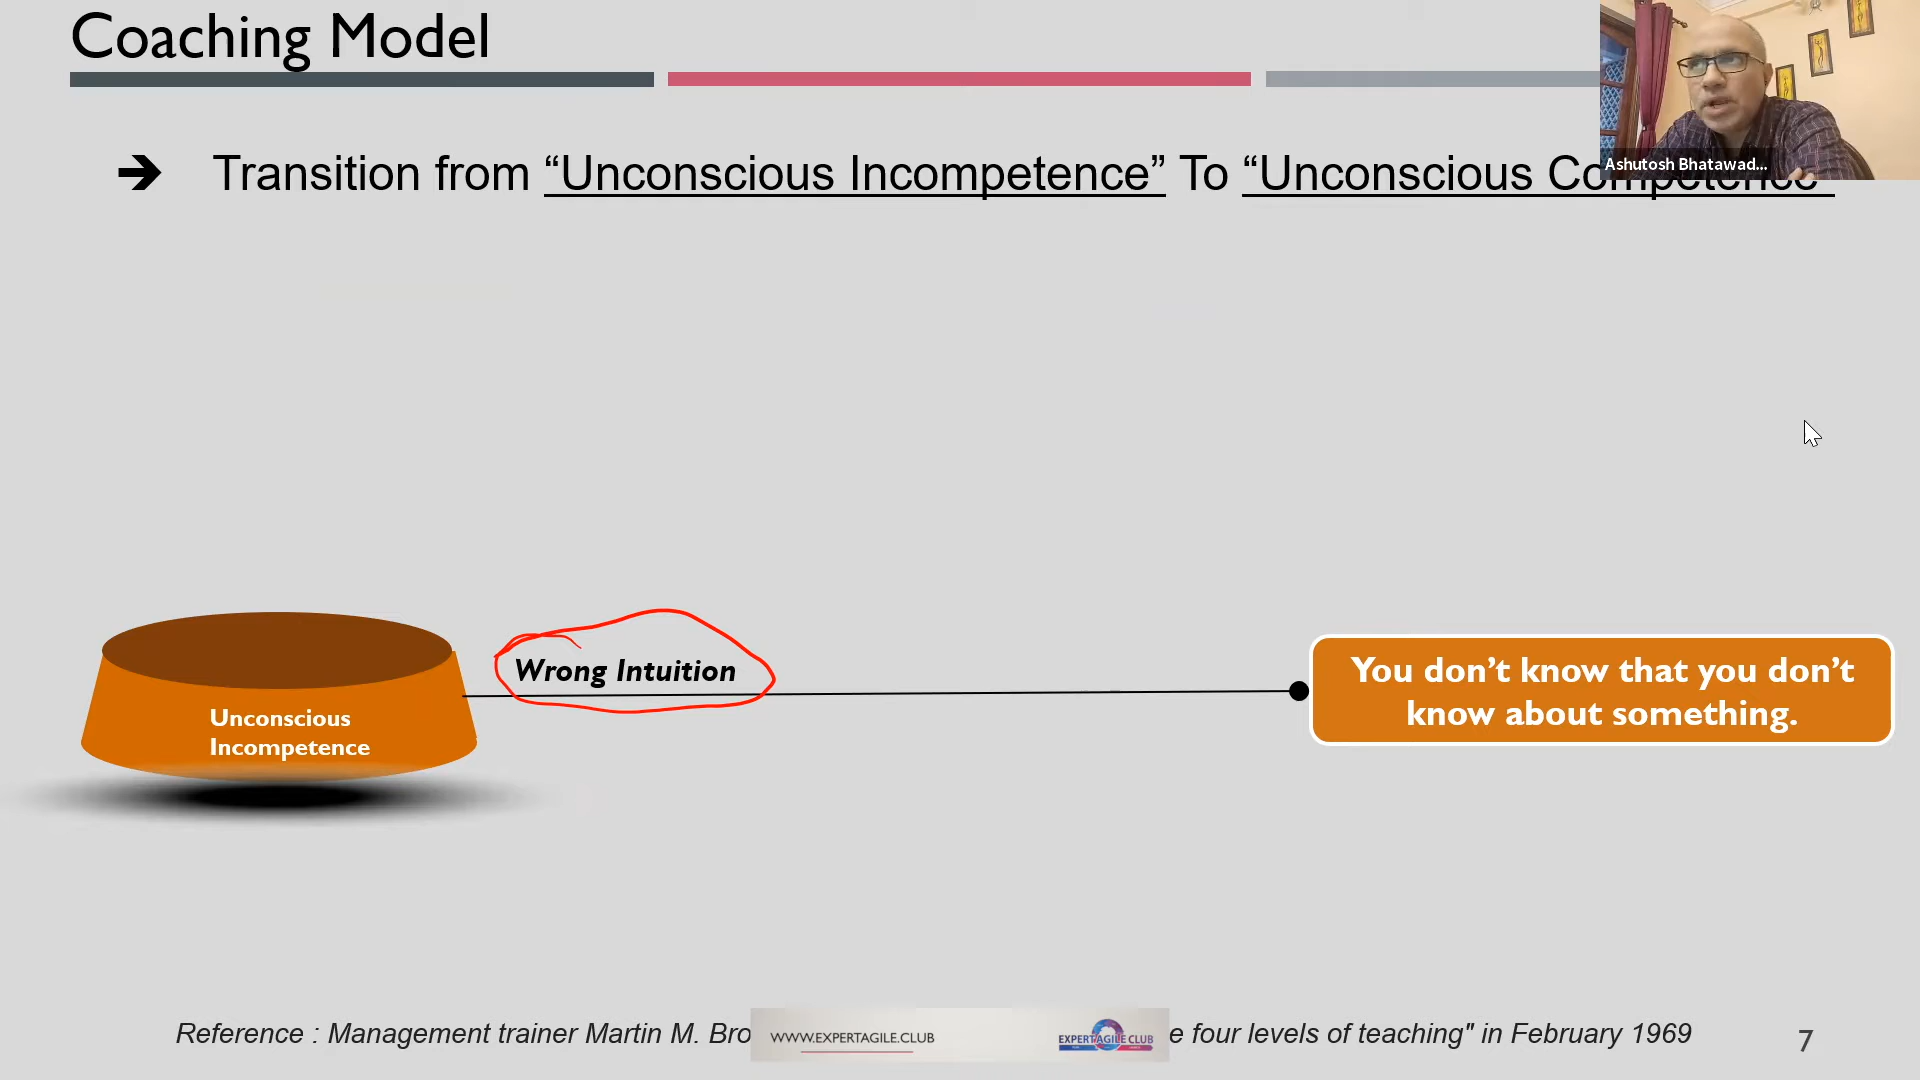 Coaching Model
Ashutosh Bhatawad...
➔ Transition from “Unconscious Incompetence” To “Unconscious Competence”
Wrong Intuition
Unconscious
Incompetence
You don’t know that you don’t
know about something.
Reference : Management trainer Martin M. four levels of teaching" in February 1969
WWW.EXPERTAGILE.CLUB
EXPERTAGILE CLUB
7